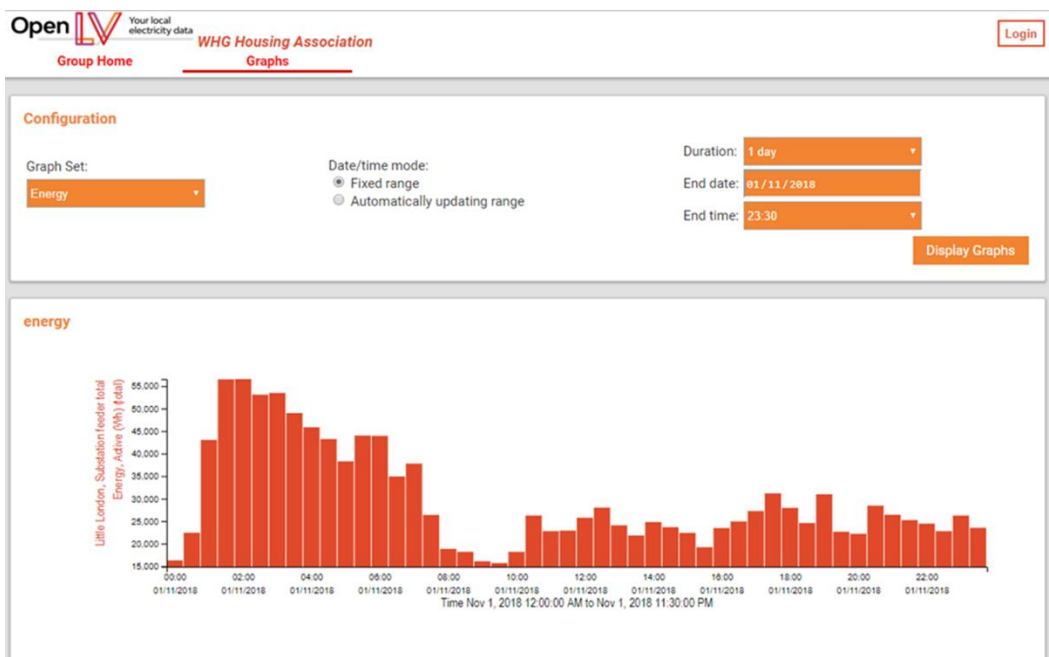 Open LV Your local
electricity data
WHG Housing Association
Login
Group Home Graphs
Configuration
Graph Set:
Energy
Date/time mode:
Fixed range
Automatically updating range
Duration: 1 day
End date: 01/11/2018
End time: 23:30
Display Graphs
energy
Little London, Substation feeder total
Energy, Active (Wh) (total)
55,000
50,000
45,000
40,000
35,000
30,000
25,000
20,000
15,000
00:00 02:00 04:00 06:00 08:00 10:00 12:00 14:00 16:00 18:00 20:00 22:00
01/11/2018 01/11/2018 01/11/2018 01/11/2018 01/11/2018 01/11/2018 01/11/2018 01/11/2018 01/11/2018 01/11/2018 01/11/2018 01/11/2018
Time Nov 1, 2018 12:00:00 AM to Nov 1, 2018 11:30:00 PM